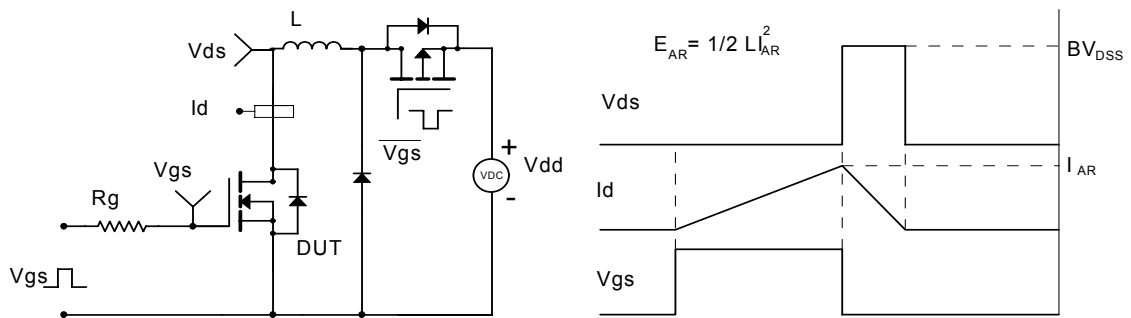 L
Vds
Id
Vgs
Vgs
Rg
DUT
Vgs
VDC
+
-
Vdd
E_AR= 1/2 LI_AR^2
BV_DSS
Vds
I_AR
Id
Vgs